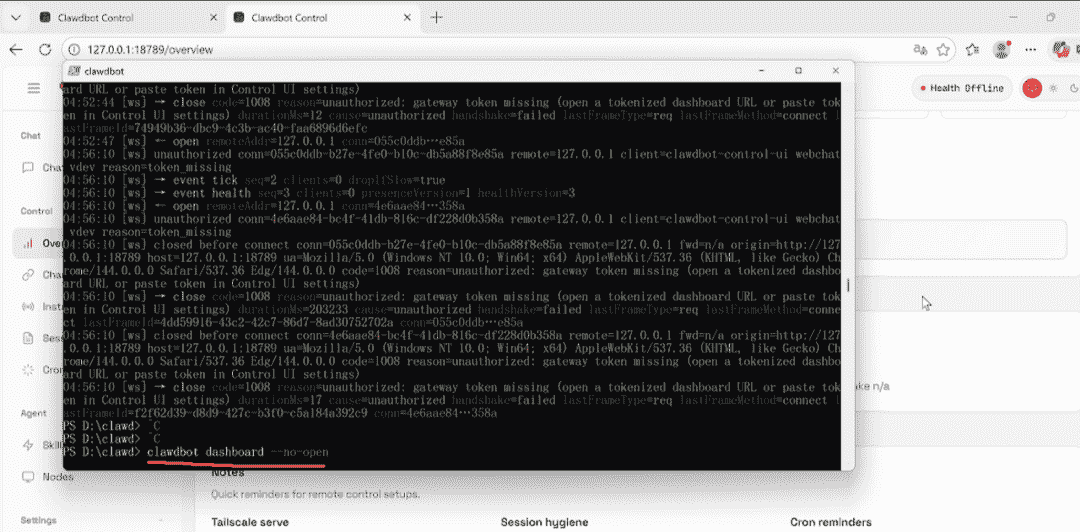 Clawdbot Control
Clawdbot Control
127.0.0.1:18789/overview
clawdbot
Health Offline
ard URL or paste token in Control UI settings)
04:52:44 [ws] → close code=1008 reason=unauthorized: gateway token missing (open a tokenized dashboard URL or paste tok
en in Control UI settings) durationMs=12 cause=unauthorized handshake=failed lastFrameType=req lastFrameMethod=connect l
astFrameId=74949b36-dbc9-4c3b-ac40-faa6896d6efc
04:52:47 [ws] ← open remoteAddr=127.0.0.1 conn=055c0ddb…e85a
04:56:10 [ws] unauthorized conn=055c0ddb-b27e-4fe0-b10c-db5a88f8e85a remote=127.0.0.1 client=clawdbot-control-ui webchat
vdev reason=token_missing
04:56:10 [ws] → event tick seq=2 clients=0 dropIfSlow=true
04:56:10 [ws] → event health seq=3 clients=0 presenceVersion=1 healthVersion=3
04:56:10 [ws] ← open remoteAddr=127.0.0.1 conn=4e6aae84…358a
04:56:10 [ws] unauthorized conn=4e6aae84-bc4f-41db-816c-df228d0b358a remote=127.0.0.1 client=clawdbot-control-ui webchat
vdev reason=token_missing
04:56:10 [ws] closed before connect conn=055c0ddb-b27e-4fe0-b10c-db5a88f8e85a remote=127.0.0.1 fwd=n/a origin=http://127
.0.0.1:18789 host=127.0.0.1:18789 ua=Mozilla/5.0 (Windows NT 10.0; Win64; x64) AppleWebKit/537.36 (KHTML, like Gecko) Ch
rome/144.0.0.0 Safari/537.36 Edg/144.0.0.0 code=1008 reason=unauthorized: gateway token missing (open a tokenized dashbo
ard URL or paste token in Control UI settings)
04:56:10 [ws] → close code=1008 reason=unauthorized: gateway token missing (open a tokenized dashboard URL or paste tok
en in Control UI settings) durationMs=203233 cause=unauthorized handshake=failed lastFrameType=req lastFrameMethod=conne
ct lastFrameId=4dd59916-43c2-42c7-86d7-8ad30752702a conn=055c0ddb…e85a
04:56:10 [ws] closed before connect conn=4e6aae84-bc4f-41db-816c-df228d0b358a remote=127.0.0.1 fwd=n/a origin=http://127
.0.0.1:18789 host=127.0.0.1:18789 ua=Mozilla/5.0 (Windows NT 10.0; Win64; x64) AppleWebKit/537.36 (KHTML, like Gecko) Ch
rome/144.0.0.0 Safari/537.36 Edg/144.0.0.0 code=1008 reason=unauthorized: gateway token missing (open a tokenized dashbo
ard URL or paste token in Control UI settings)
04:56:10 [ws] → close code=1008 reason=unauthorized: gateway token missing (open a tokenized dashboard URL or paste tok
en in Control UI settings) durationMs=17 cause=unauthorized handshake=failed lastFrameType=req lastFrameMethod=connect l
astFrameId=f2f62d39-d8d9-427c-b3f0-c5a184a392c9 conn=4e6aae84…358a
PS D:\clawd> ^C
PS D:\clawd> ^C
PS D:\clawd> clawdbot dashboard --no-open
Chat
Cha
Control
Ove
Cha
Inst
Sess
Cron
Agent
Skil
Nodes
Settings
ke n/a
Notes
Quick reminders for remote control setups.
Tailscale serve
Session hygiene
Cron reminders